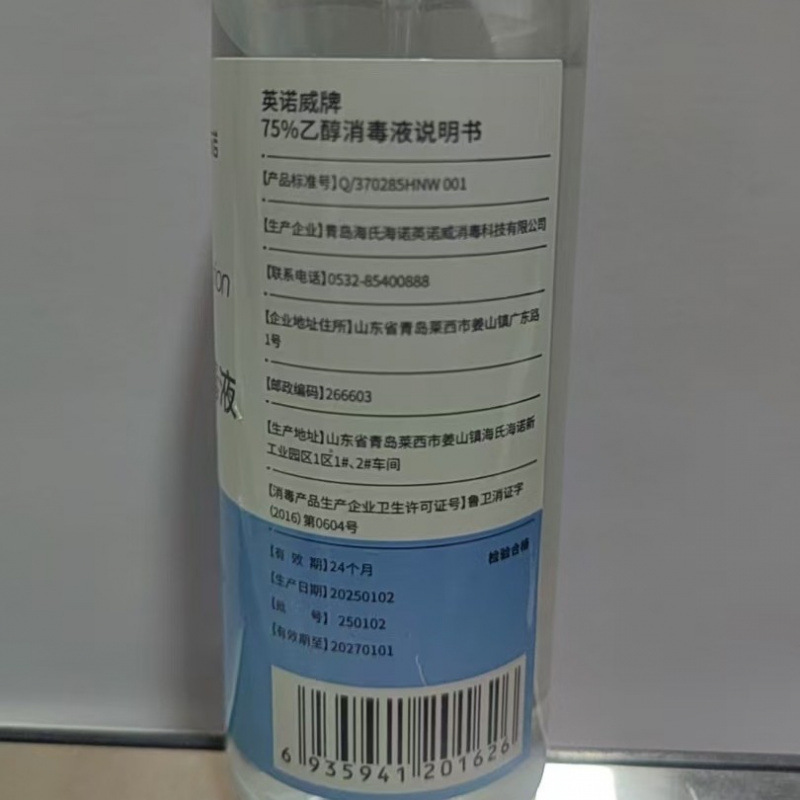 英诺威牌
75%乙醇消毒液说明书
【产品标准号】Q/370285HNW 001
【生产企业】青岛海氏海诺英诺威消毒科技有限公司
【联系电话】0532-85400888
【企业地址住所】山东省青岛莱西市姜山镇广东路
1号
【邮政编码】266603
【生产地址】山东省青岛莱西市姜山镇海氏海诺新
工业园区1区1#、2#车间
【消毒产品生产企业卫生许可证号】鲁卫消证字
(2016)第0604号
【有 效 期】24个月
检验合格
【生产日期】20250102
【批 号】 250102
【有效期至】20270101
6 935941 201626
诺
ion
液